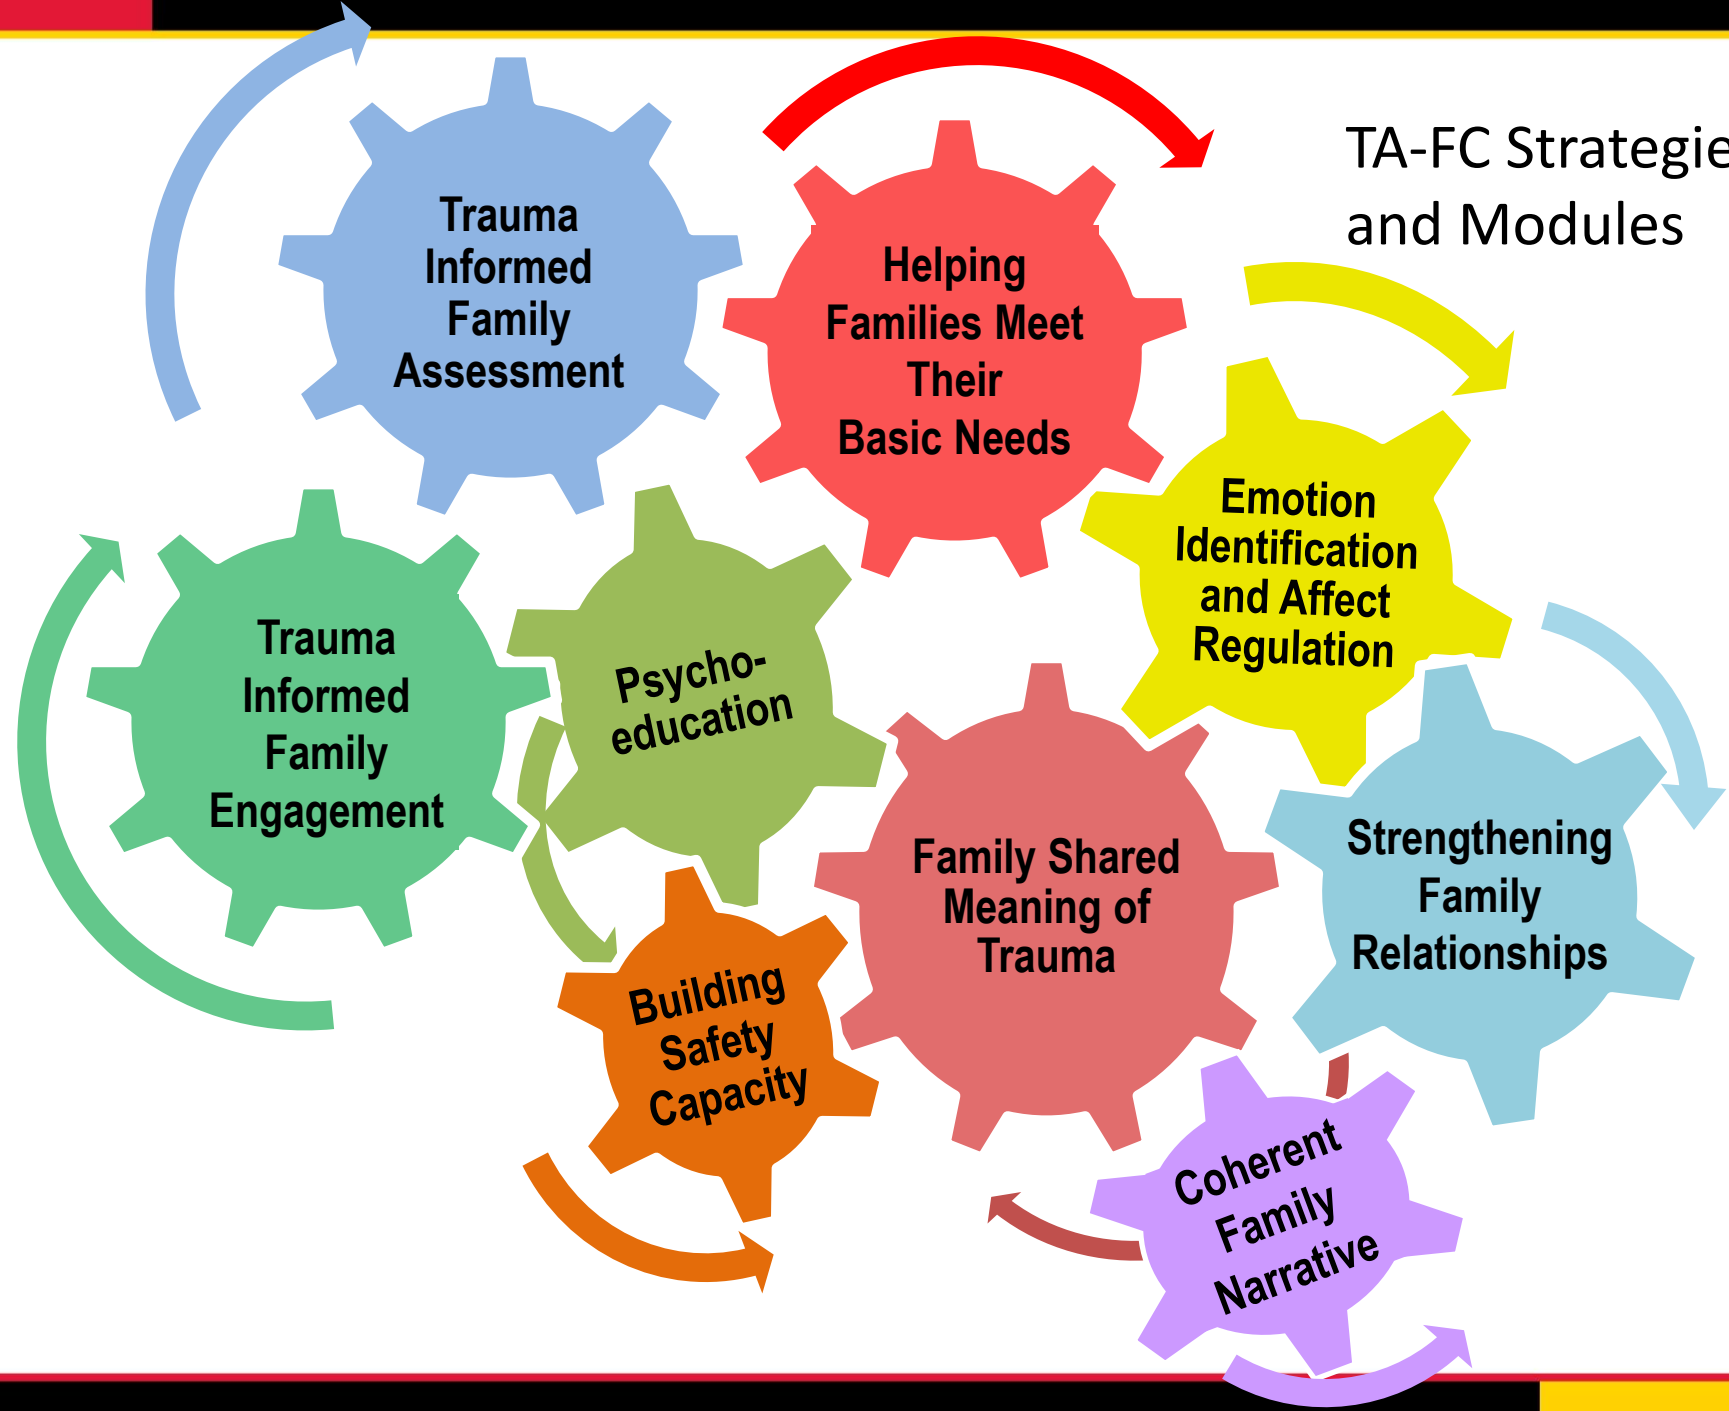 TA-FC Strategie
and Modules
Trauma
Informed
Family
Assessment
Helping
Families Meet
Their
Basic Needs
Emotion
Identification
and Affect
Regulation
Trauma
Informed
Family
Engagement
Psycho-
education
Family Shared
Meaning of
Trauma
Strengthening
Family
Relationships
Building
Safety
Capacity
Coherent
Family
Narrative